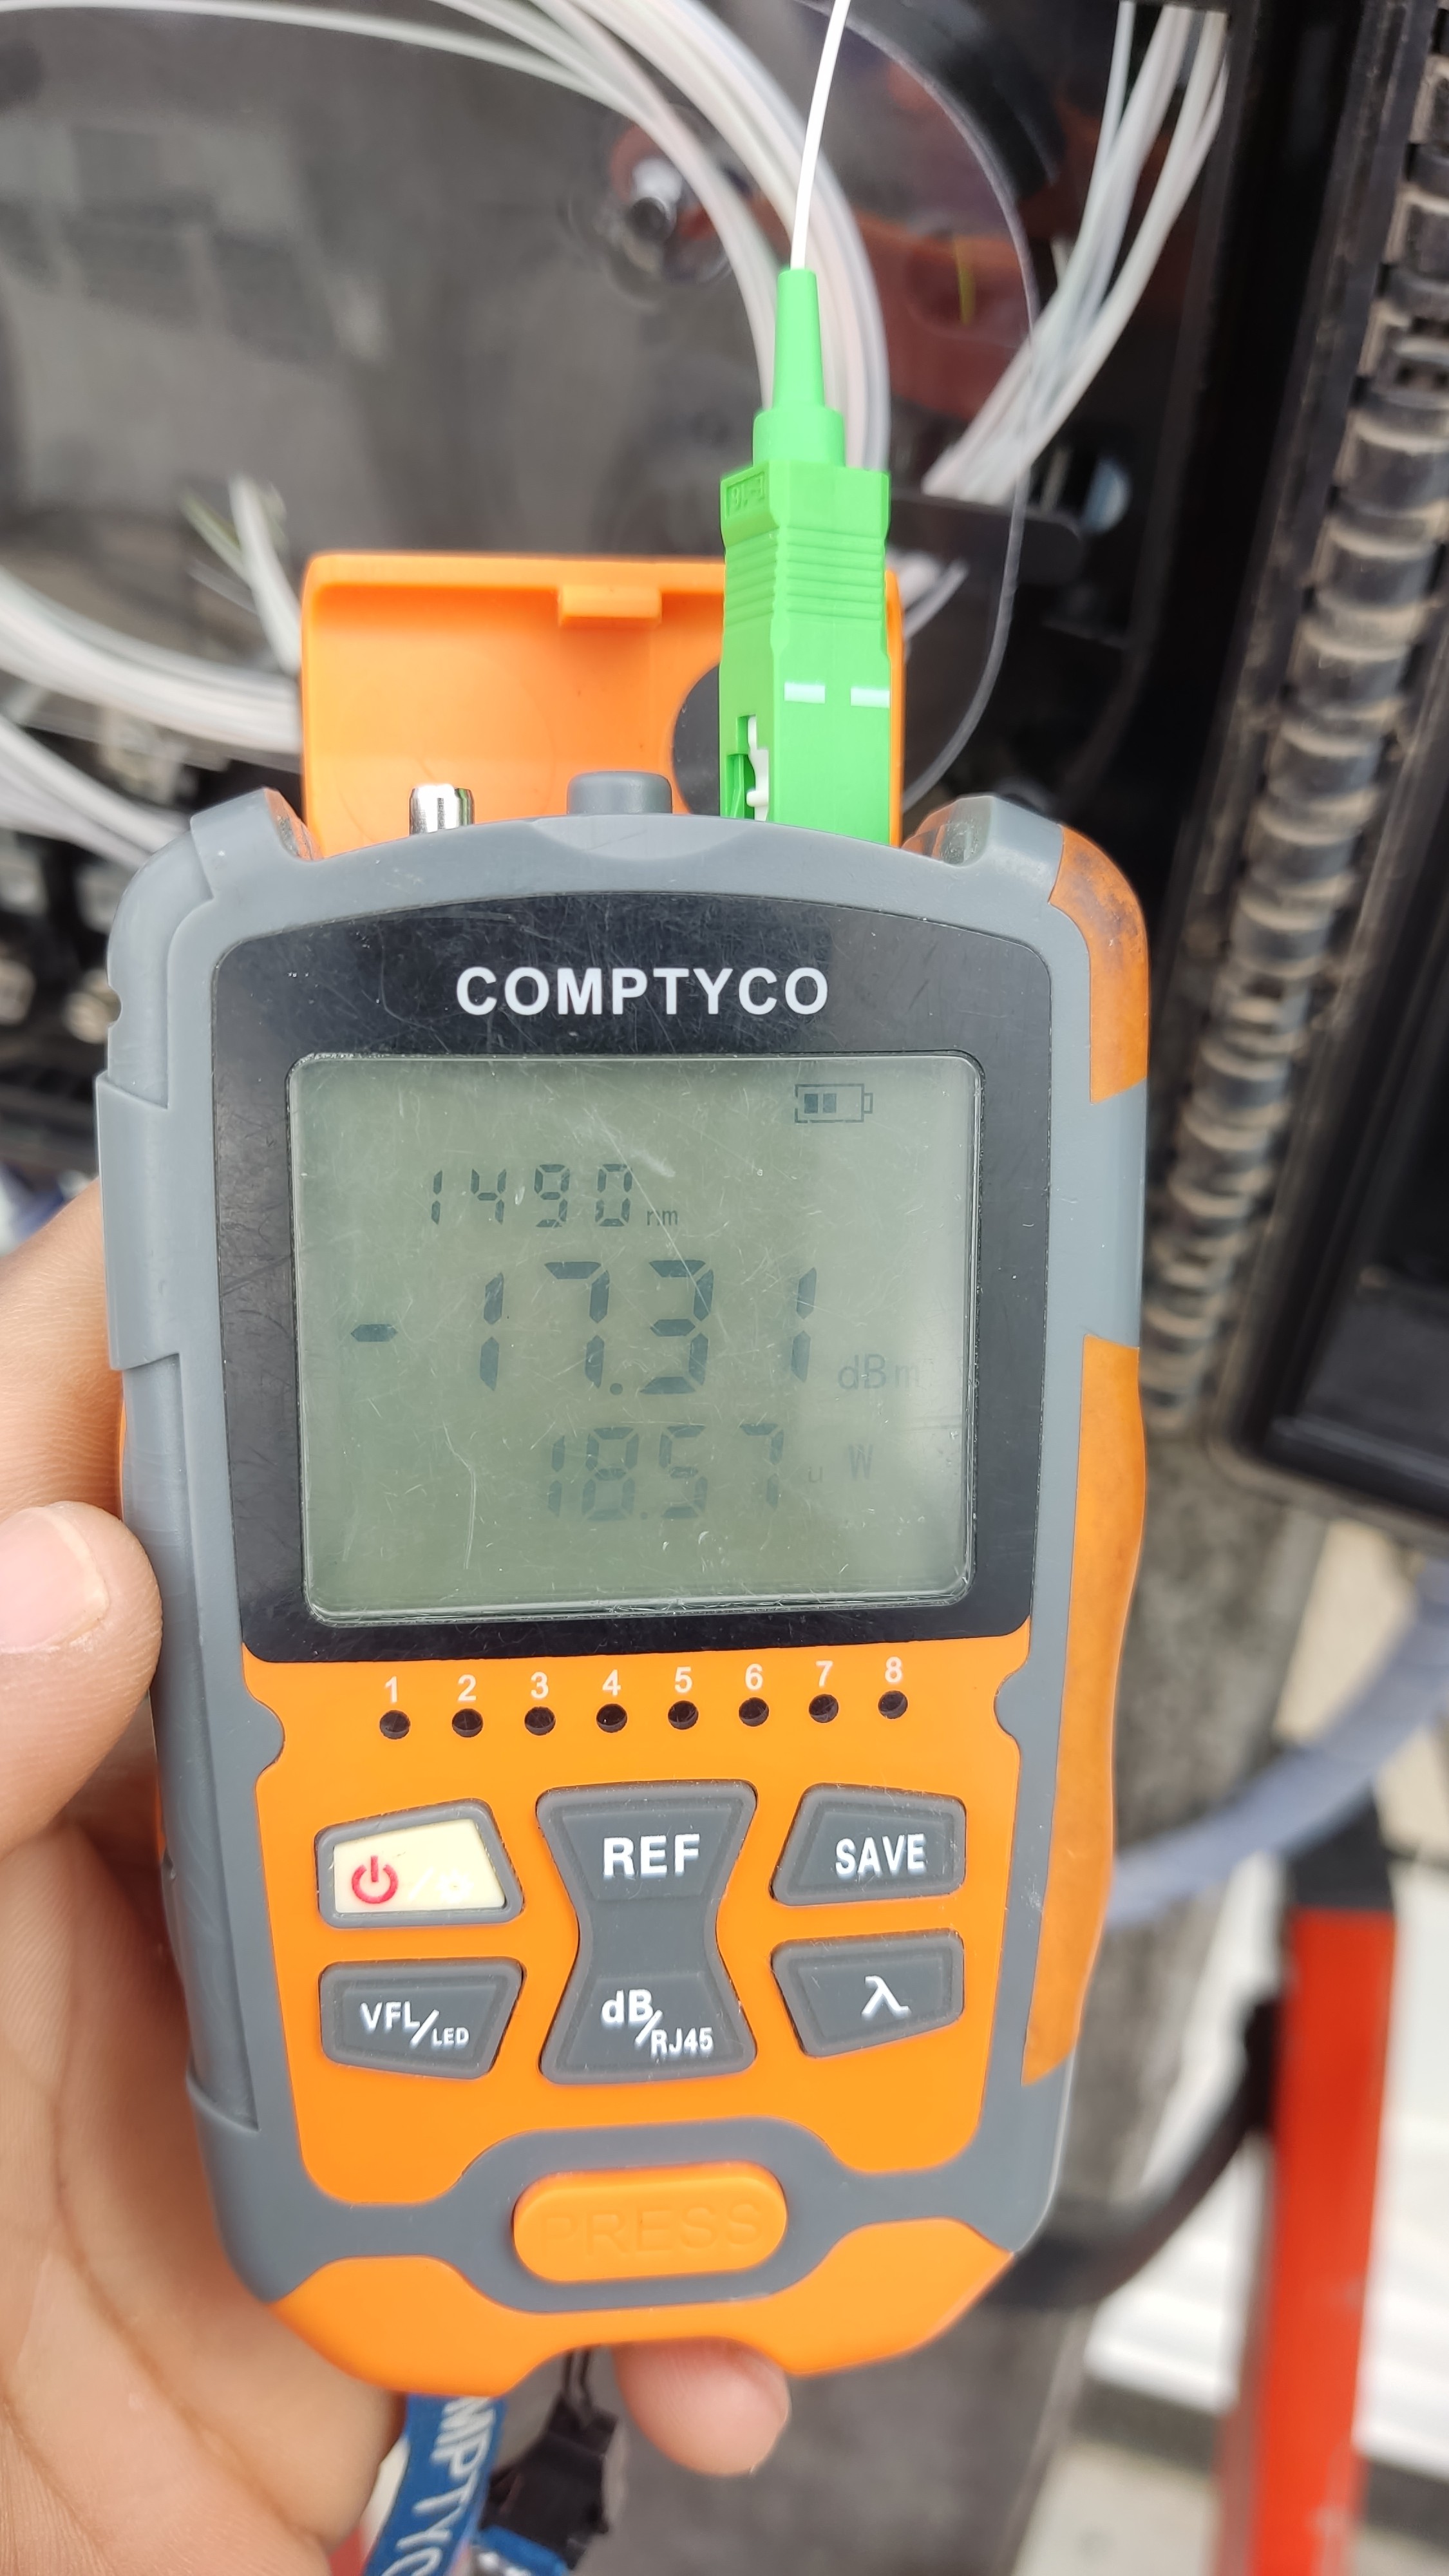 COMPTYCO
1490 nm
-17.31 dBm
18.57 u W
1 2 3 4 5 6 7 8
REF
SAVE
VFL/LED
dB/RJ45
λ
PRESS